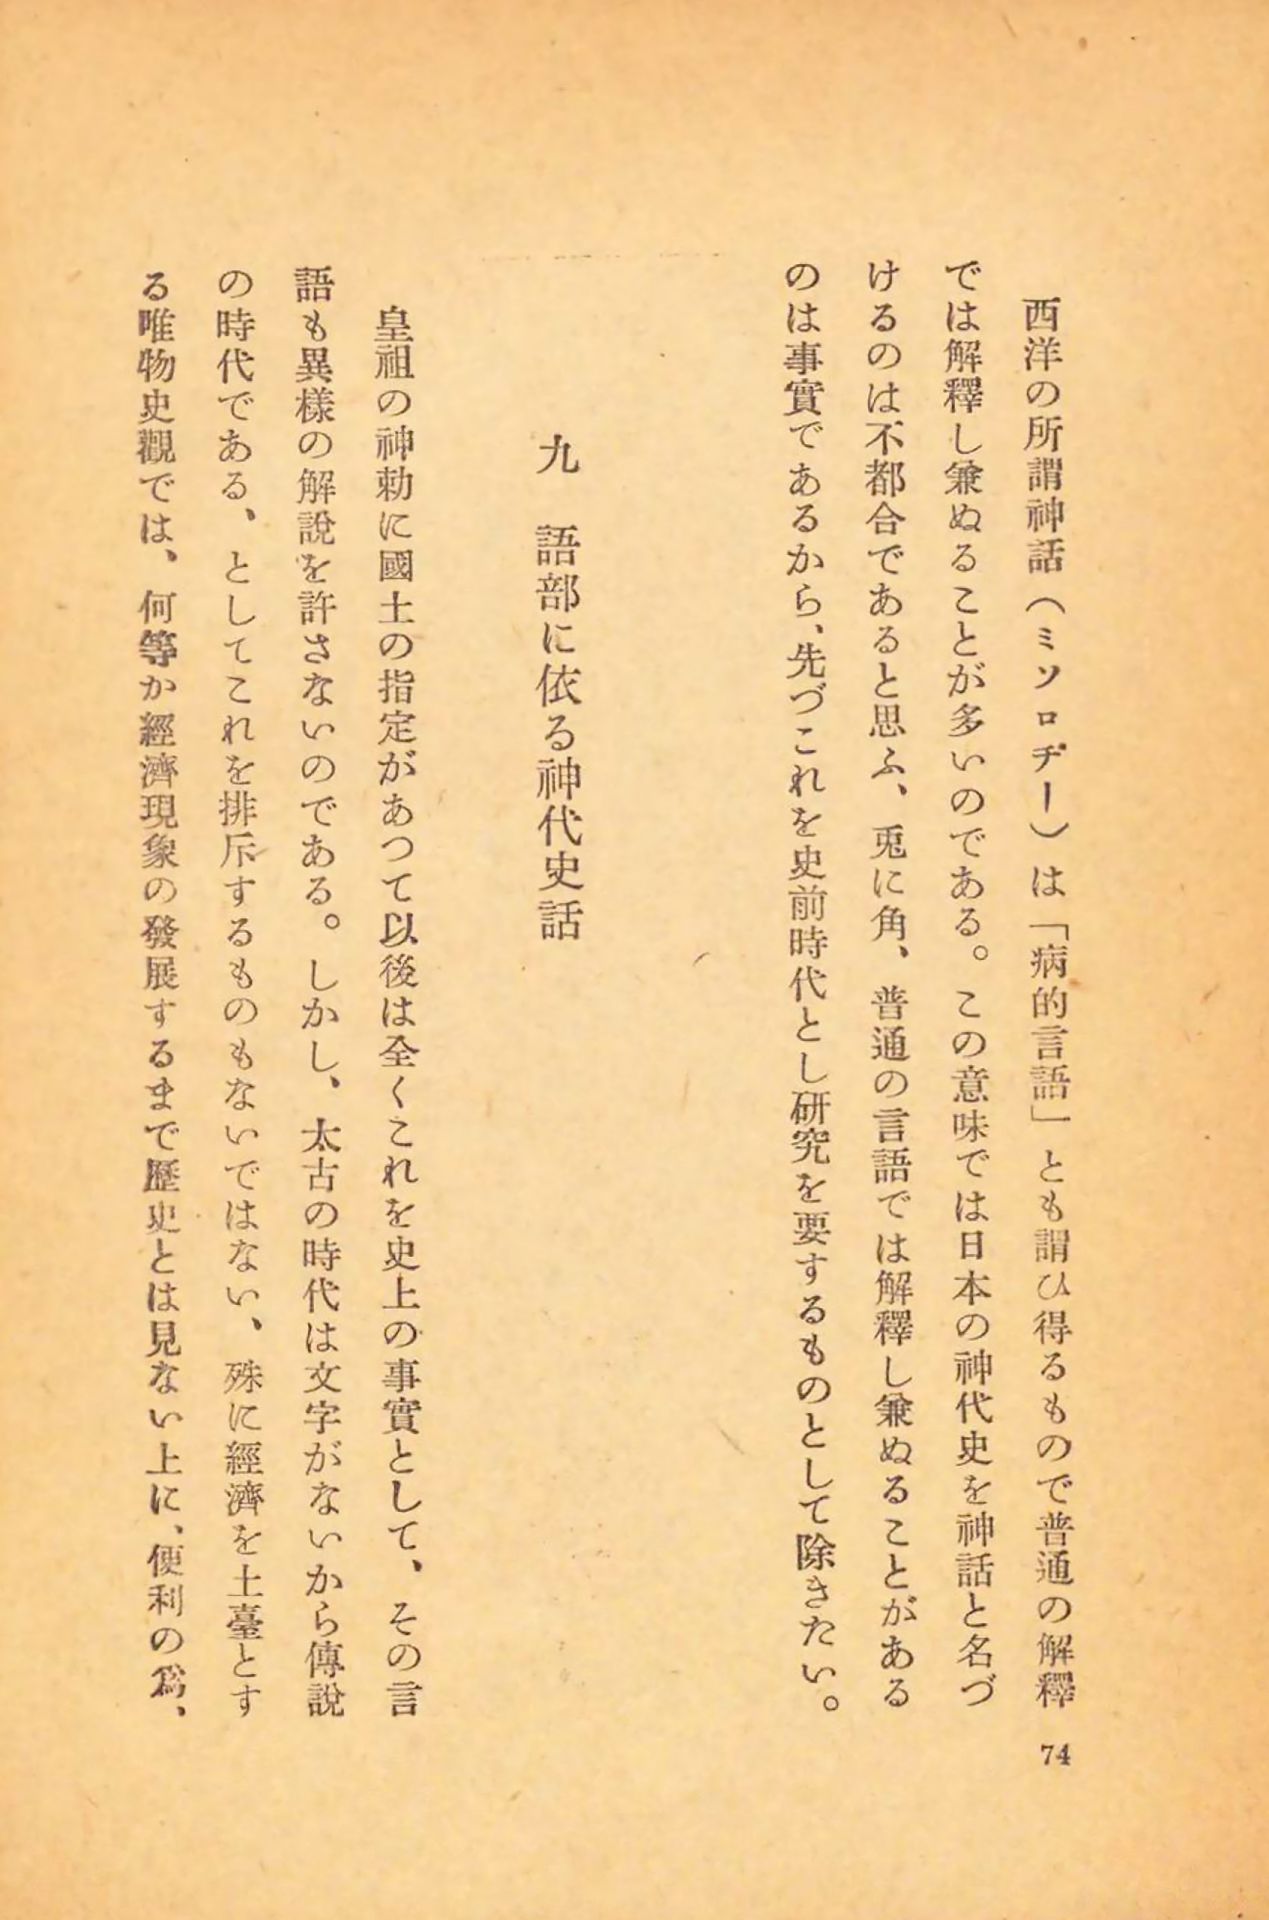 西洋の所謂神話（ミソロヂー）は「病的言語」とも謂ひ得るもので普通の解釋
では解釋し兼ぬることが多いのである。この意味では日本の神代史を神話と名づ
けるのは不都合であると思ふ、兎に角、普通の言語では解釋し兼ぬることがある
のは事實であるから、先づこれを史前時代とし研究を要するものとして除きたい。
九　語部に依る神代史話
皇祖の神勅に國土の指定があつて以後は全くこれを史上の事實として、その言
語も異樣の解說を許さないのである。しかし、太古の時代は文字がないから傳說
の時代である、としてこれを排斥するものもないではない、殊に經濟を土臺とす
る唯物史觀では、何等か經濟現象の發展するまで歷史とは見ない上に、便利の爲、
74